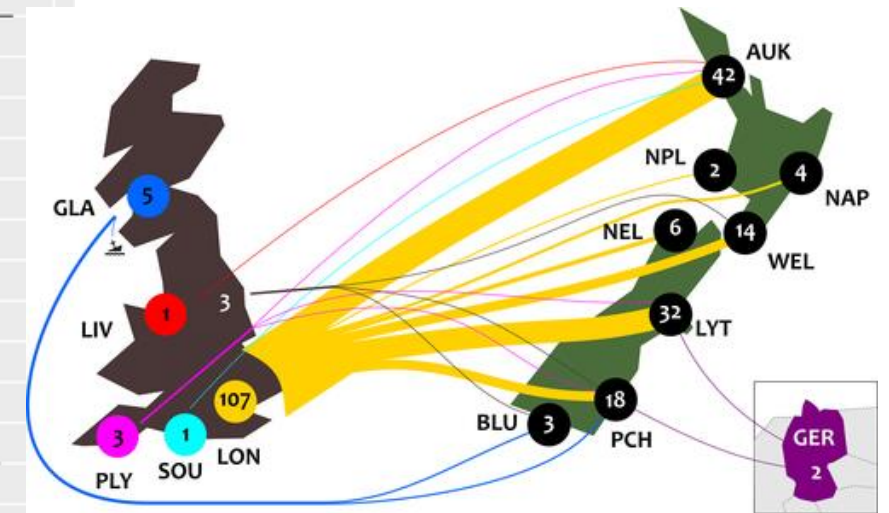 AUK
42
NPL
2
4
NAP
GLA
5
NEL
6
14
WEL
3
LIV
1
32
LYT
107
18
BLU
3
PCH
GER
2
3
1
PLY
SOU
LON